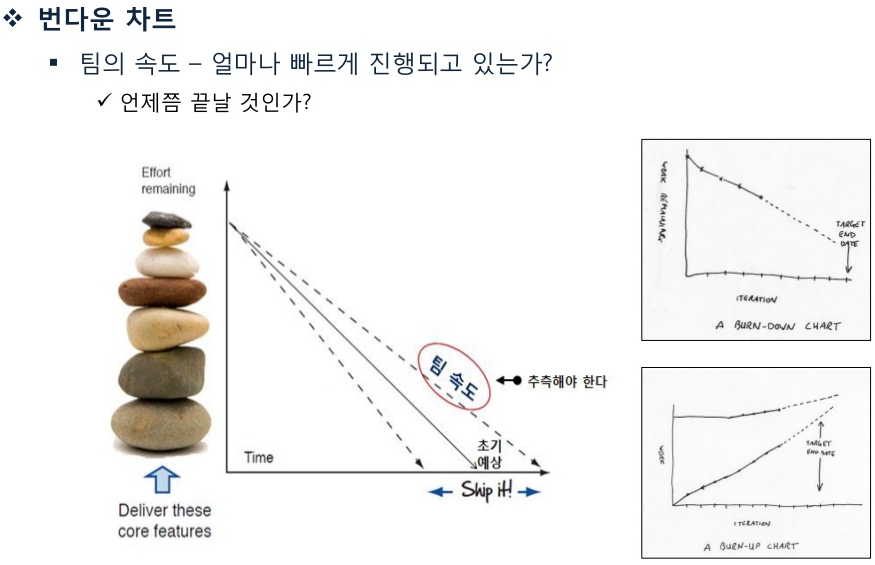 ❖ 번다운 차트
▪ 팀의 속도 – 얼마나 빠르게 진행되고 있는가?
✓ 언제쯤 끝날 것인가?
Effort
remaining
팀 속도
추측해야 한다
초기
예상
Time
Ship it!
Deliver these
core features
WORK REMAINING
TARGET
END
DATE
ITERATION
A BURN-DOWN CHART
WORK
TARGET
END DATE
ITERATION
A BURN-UP CHART